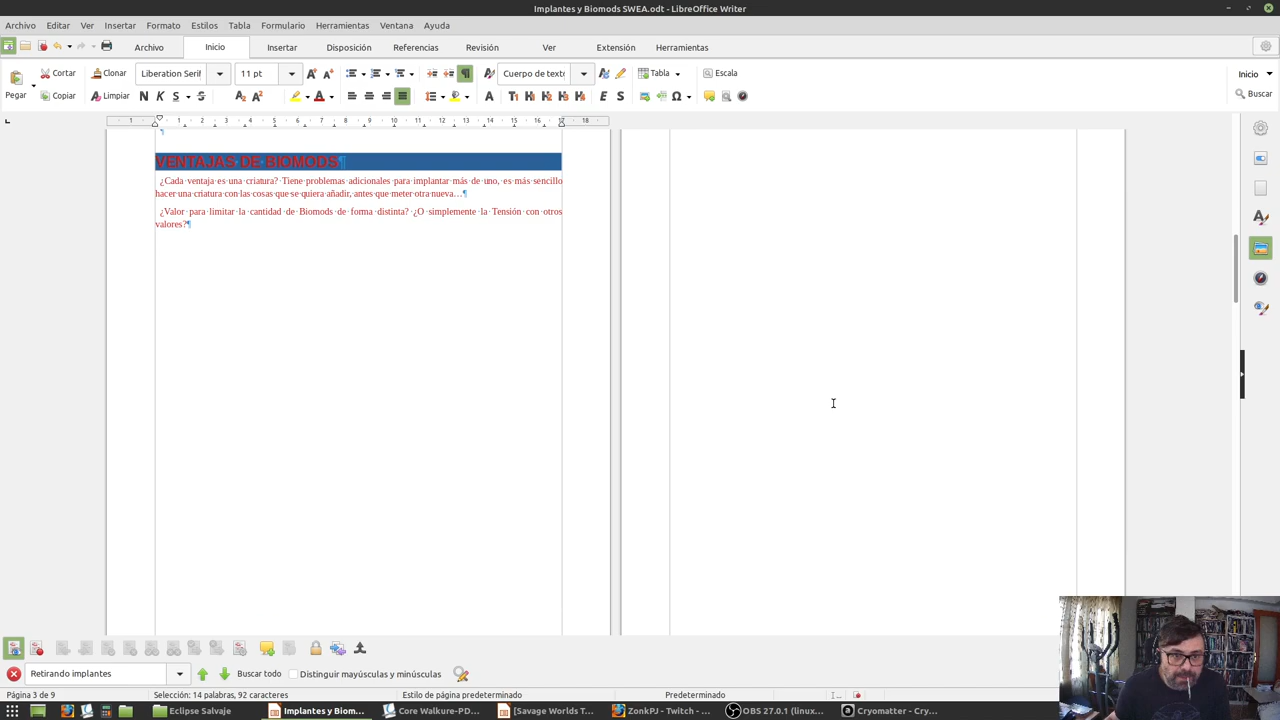 Implantes y Biomods SWEA.odt - LibreOffice Writer
Archivo Editar Ver Insertar Formato Estilos Tabla Formulario Herramientas Ventana Ayuda
Archivo Inicio Insertar Disposición Referencias Revisión Ver Extensión Herramientas
Pegar Cortar Clonar Liberation Serif 11 pt Cuerpo de texto Tabla Escala Inicio
Copiar Limpiar Buscar
VENTAJAS DE BIOMODS¶
¿Cada ventaja es una criatura? Tiene problemas adicionales para implantar más de uno, es más sencillo
hacer una criatura con las cosas que se quiera añadir, antes que meter otra nueva…¶
¿Valor para limitar la cantidad de Biomods de forma distinta? ¿O simplemente la Tensión con otros
valores?¶
Retirando implantes Buscar todo Distinguir mayúsculas y minúsculas
Página 3 de 9 Selección: 14 palabras, 92 caracteres Estilo de página predeterminado Predeterminado
Eclipse Salvaje Implantes y Biom... Core Walkure-PD... [Savage Worlds T... ZonkPJ - Twitch - ... OBS 27.0.1 (linux... Cryomatter - Cry...